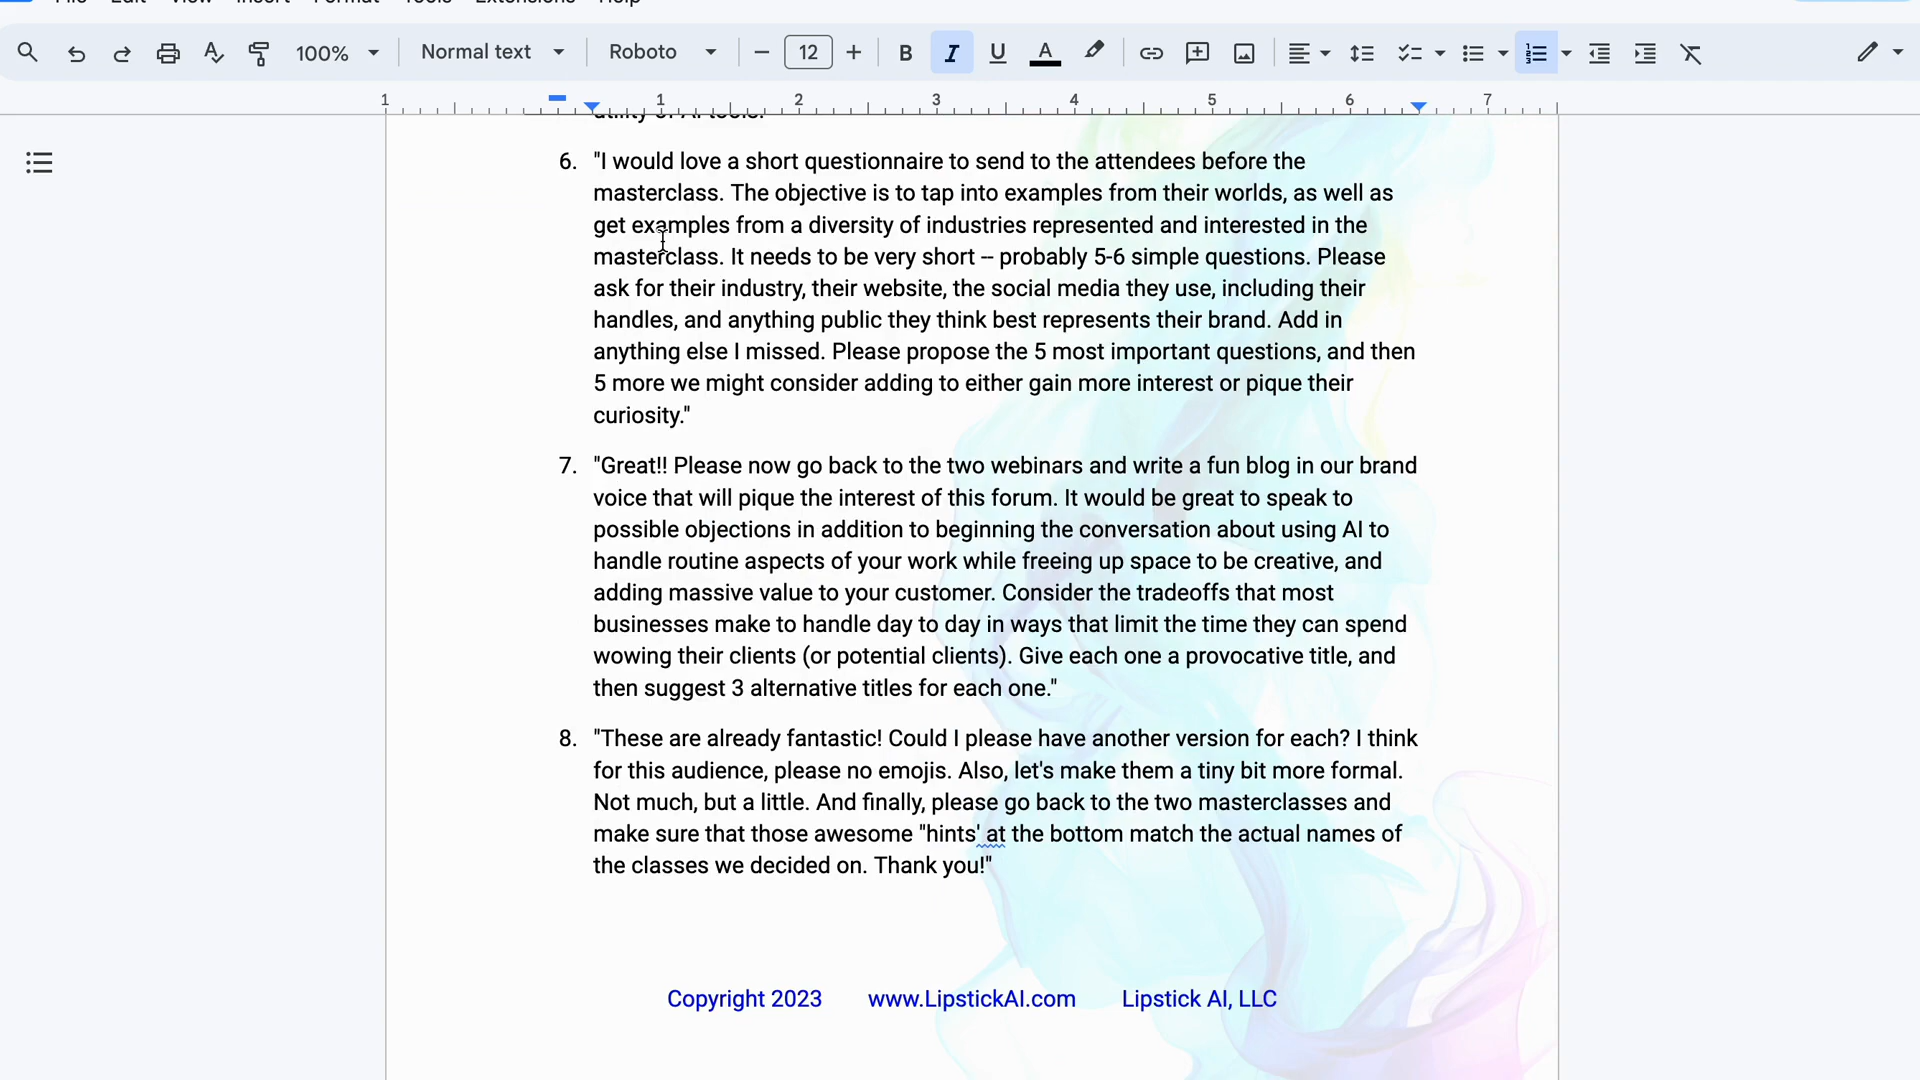 File Edit View Insert Format Tools Extensions Help
100% Normal text Roboto 12 B I U A
1 1 2 3 4 5 6 7
utility of AI tools.
6. "I would love a short questionnaire to send to the attendees before the
masterclass. The objective is to tap into examples from their worlds, as well as
get examples from a diversity of industries represented and interested in the
masterclass. It needs to be very short -- probably 5-6 simple questions. Please
ask for their industry, their website, the social media they use, including their
handles, and anything public they think best represents their brand. Add in
anything else I missed. Please propose the 5 most important questions, and then
5 more we might consider adding to either gain more interest or pique their
curiosity."
7. "Great!! Please now go back to the two webinars and write a fun blog in our brand
voice that will pique the interest of this forum. It would be great to speak to
possible objections in addition to beginning the conversation about using AI to
handle routine aspects of your work while freeing up space to be creative, and
adding massive value to your customer. Consider the tradeoffs that most
businesses make to handle day to day in ways that limit the time they can spend
wowing their clients (or potential clients). Give each one a provocative title, and
then suggest 3 alternative titles for each one."
8. "These are already fantastic! Could I please have another version for each? I think
for this audience, please no emojis. Also, let's make them a tiny bit more formal.
Not much, but a little. And finally, please go back to the two masterclasses and
make sure that those awesome "hints' at the bottom match the actual names of
the classes we decided on. Thank you!"
Copyright 2023 www.LipstickAI.com Lipstick AI, LLC